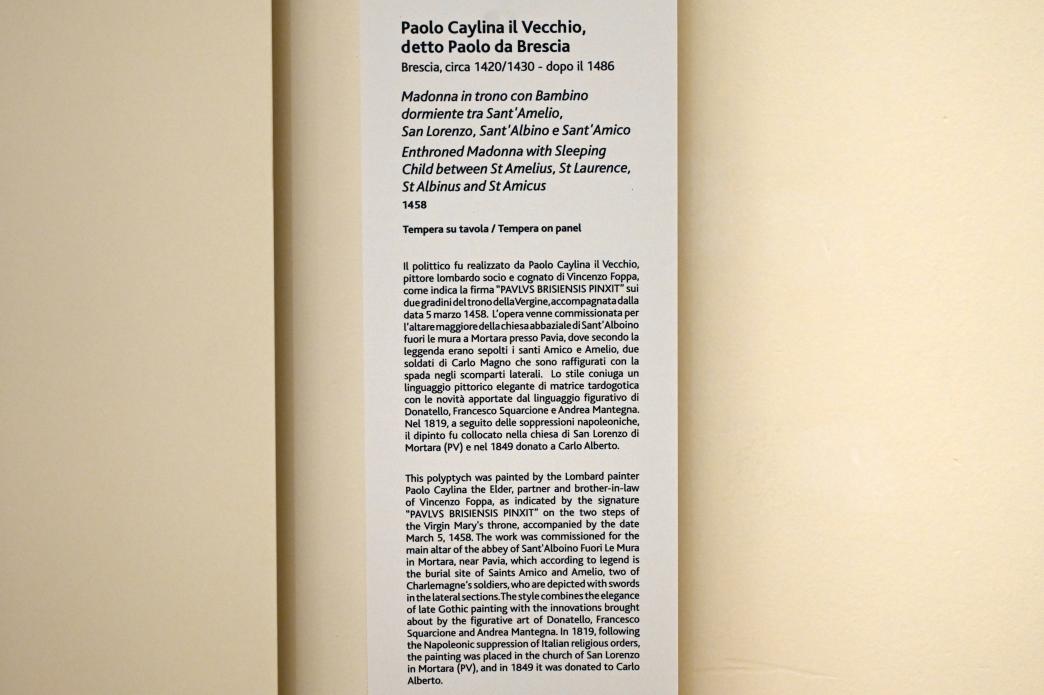 Paolo Caylina il Vecchio,
detto Paolo da Brescia
Brescia, circa 1420/1430 - dopo il 1486
Madonna in trono con Bambino
dormiente tra Sant'Amelio,
San Lorenzo, Sant'Albino e Sant'Amico
Enthroned Madonna with Sleeping
Child between St Amelius, St Laurence,
St Albinus and St Amicus
1458
Tempera su tavola / Tempera on panel
Il polittico fu realizzato da Paolo Caylina il Vecchio,
pittore lombardo socio e cognato di Vincenzo Foppa,
come indica la firma "PAVLVS BRISIENSIS PINXIT" sui
due gradini del trono della Vergine, accompagnata dalla
data 5 marzo 1458. L'opera venne commissionata per
l'altare maggiore della chiesa abbaziale di Sant'Alboino
fuori le mura a Mortara presso Pavia, dove secondo la
leggenda erano sepolti i santi Amico e Amelio, due
soldati di Carlo Magno che sono raffigurati con la
spada negli scomparti laterali. Lo stile coniuga un
linguaggio pittorico elegante di matrice tardogotica
con le novità apportate dal linguaggio figurativo di
Donatello, Francesco Squarcione e Andrea Mantegna.
Nel 1819, a seguito delle soppressioni napoleoniche,
il dipinto fu collocato nella chiesa di San Lorenzo di
Mortara (PV) e nel 1849 donato a Carlo Alberto.
This polyptych was painted by the Lombard painter
Paolo Caylina the Elder, partner and brother-in-law
of Vincenzo Foppa, as indicated by the signature
"PAVLVS BRISIENSIS PINXIT" on the two steps of
the Virgin Mary's throne, accompanied by the date
March 5, 1458. The work was commissioned for the
main altar of the abbey of Sant'Alboino Fuori Le Mura
in Mortara, near Pavia, which according to legend is
the burial site of Saints Amico and Amelio, two of
Charlemagne's soldiers, who are depicted with swords
in the lateral sections. The style combines the elegance
of late Gothic painting with the innovations brought
about by the figurative art of Donatello, Francesco
Squarcione and Andrea Mantegna. In 1819, following
the Napoleonic suppression of Italian religious orders,
the painting was placed in the church of San Lorenzo
in Mortara (PV), and in 1849 it was donated to Carlo
Alberto.